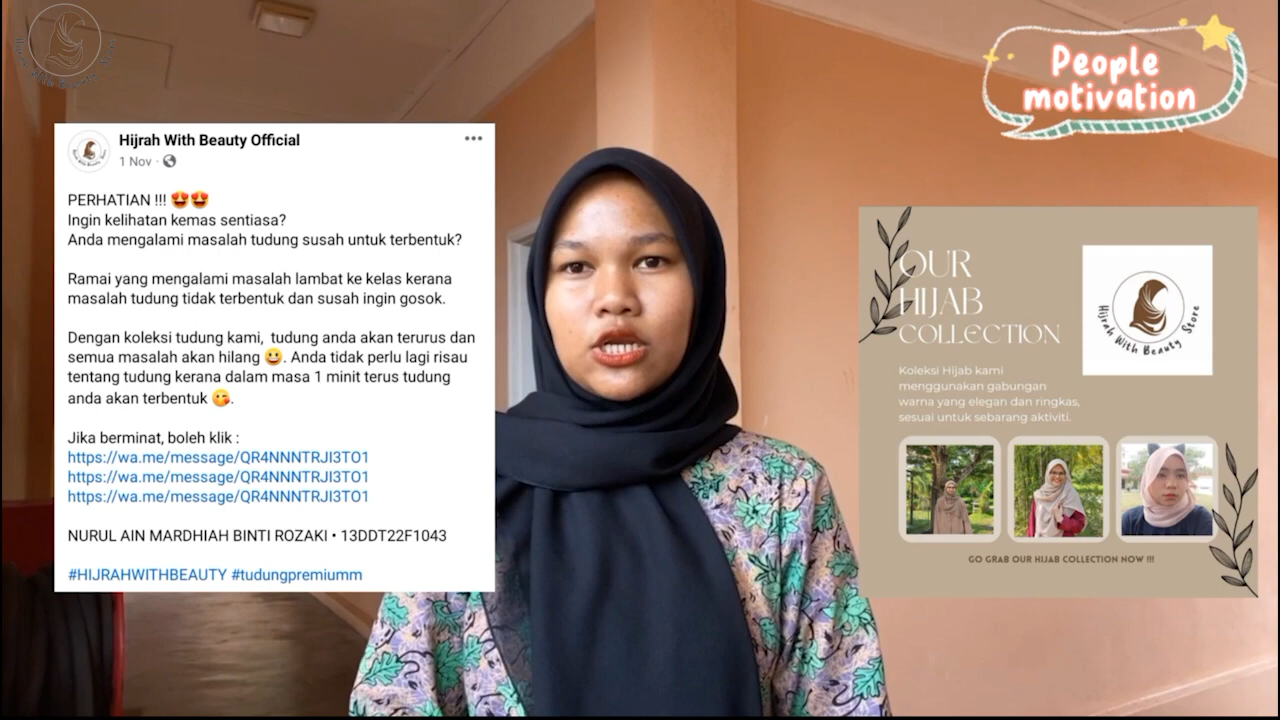 Hijrah With Beauty Store
People
motivation
Hijrah With Beauty Official
1 Nov ·
PERHATIAN !!! 😍😍
Ingin kelihatan kemas sentiasa?
Anda mengalami masalah tudung susah untuk terbentuk?
Ramai yang mengalami masalah lambat ke kelas kerana
masalah tudung tidak terbentuk dan susah ingin gosok.
Dengan koleksi tudung kami,  tudung anda akan terurus dan
semua masalah akan hilang 😀. Anda tidak perlu lagi risau
tentang tudung kerana dalam masa 1 minit terus tudung
anda akan terbentuk 😋.
Jika berminat, boleh klik :
https://wa.me/message/QR4NNNTRJI3TO1
https://wa.me/message/QR4NNNTRJI3TO1
https://wa.me/message/QR4NNNTRJI3TO1
NURUL AIN MARDHIAH BINTI ROZAKI • 13DDT22F1043
#HIJRAHWITHBEAUTY #tudungpremiumm
OUR
HIJAB
COLLECTION
Hijrah With Beauty Store
Koleksi Hijab kami
menggunakan gabungan
warna yang elegan dan ringkas,
sesuai untuk sebarang aktiviti.
GO GRAB OUR HIJAB COLLECTION NOW !!!